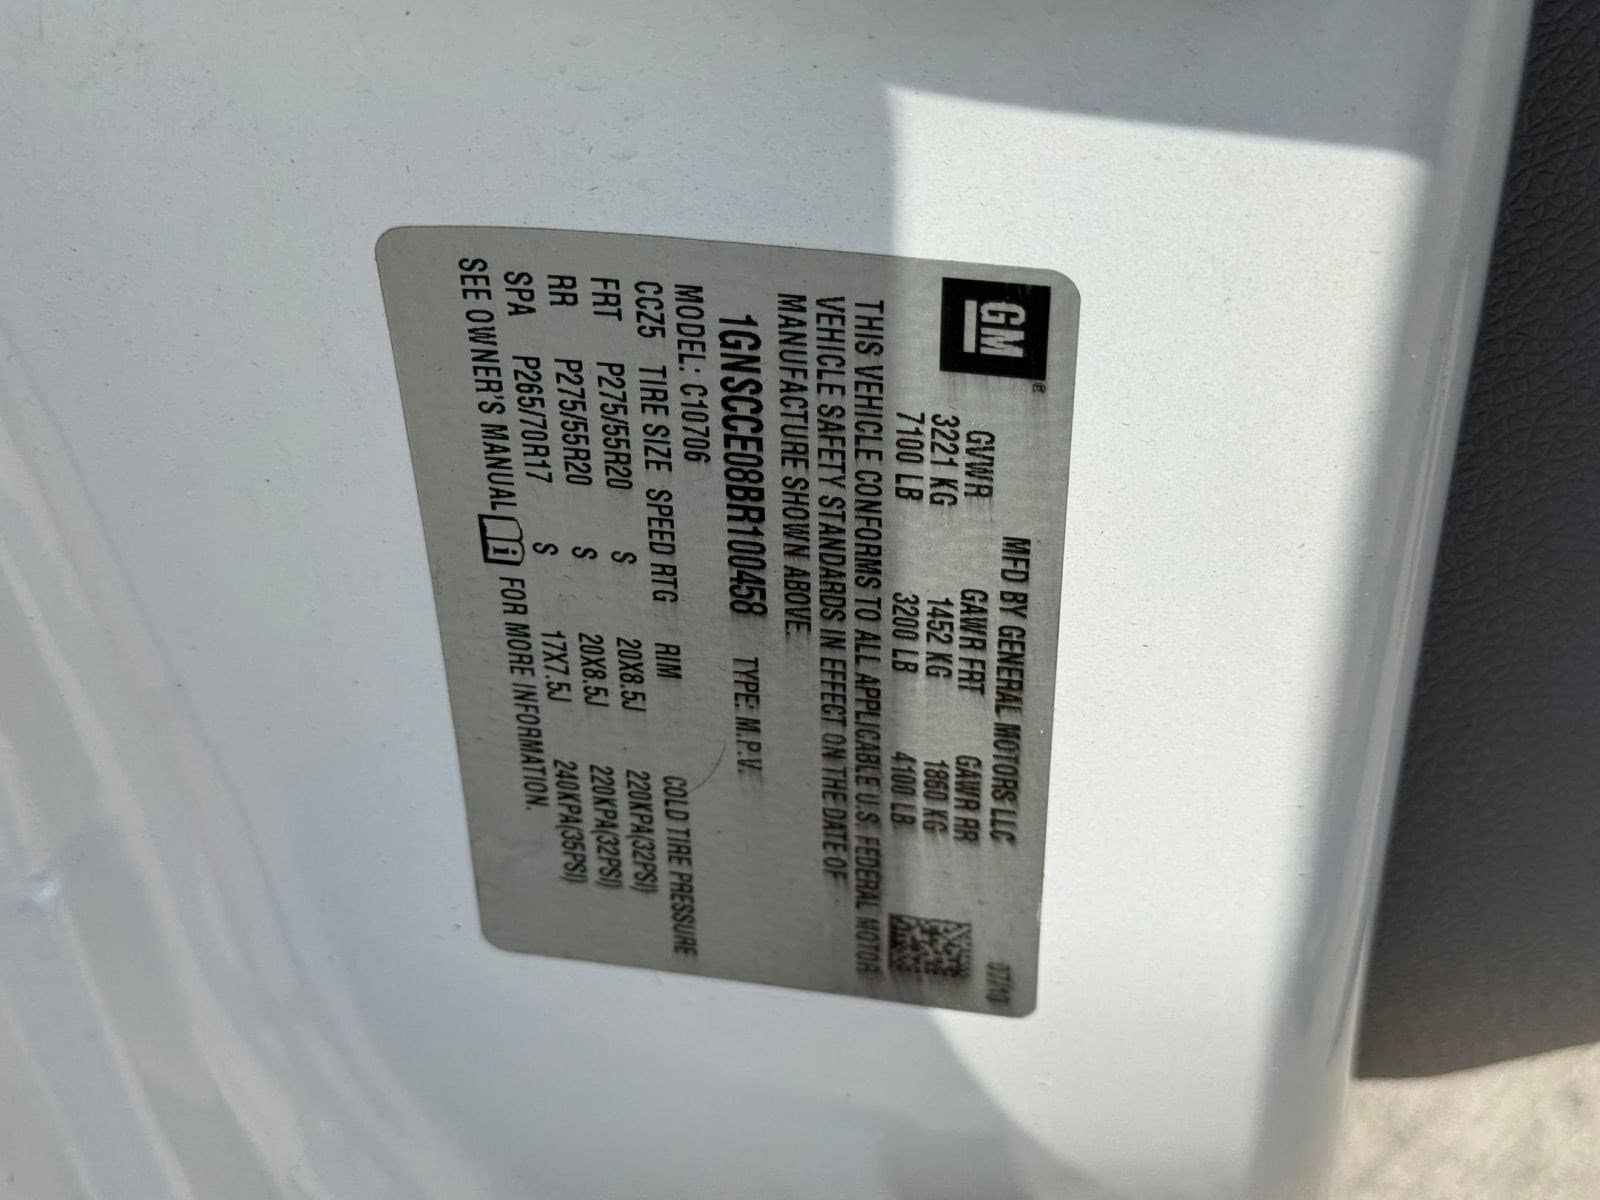 GM®
MFD BY GENERAL MOTORS LLC 07/10
GVWR GAWR FRT GAWR RR
3221 KG 1452 KG 1860 KG
7100 LB 3200 LB 4100 LB
THIS VEHICLE CONFORMS TO ALL APPLICABLE U.S. FEDERAL MOTOR
VEHICLE SAFETY STANDARDS IN EFFECT ON THE DATE OF
MANUFACTURE SHOWN ABOVE.
1GNSCCE08BR100458 TYPE: M.P.V.
MODEL: C10706
CCZ5 TIRE SIZE SPEED RTG RIM COLD TIRE PRESSURE
FRT P275/55R20 S 20X8.5J 220KPA(32PSI)
RR P275/55R20 S 20X8.5J 220KPA(32PSI)
SPA P265/70R17 S 17X7.5J 240KPA(35PSI)
SEE OWNER'S MANUAL i FOR MORE INFORMATION.